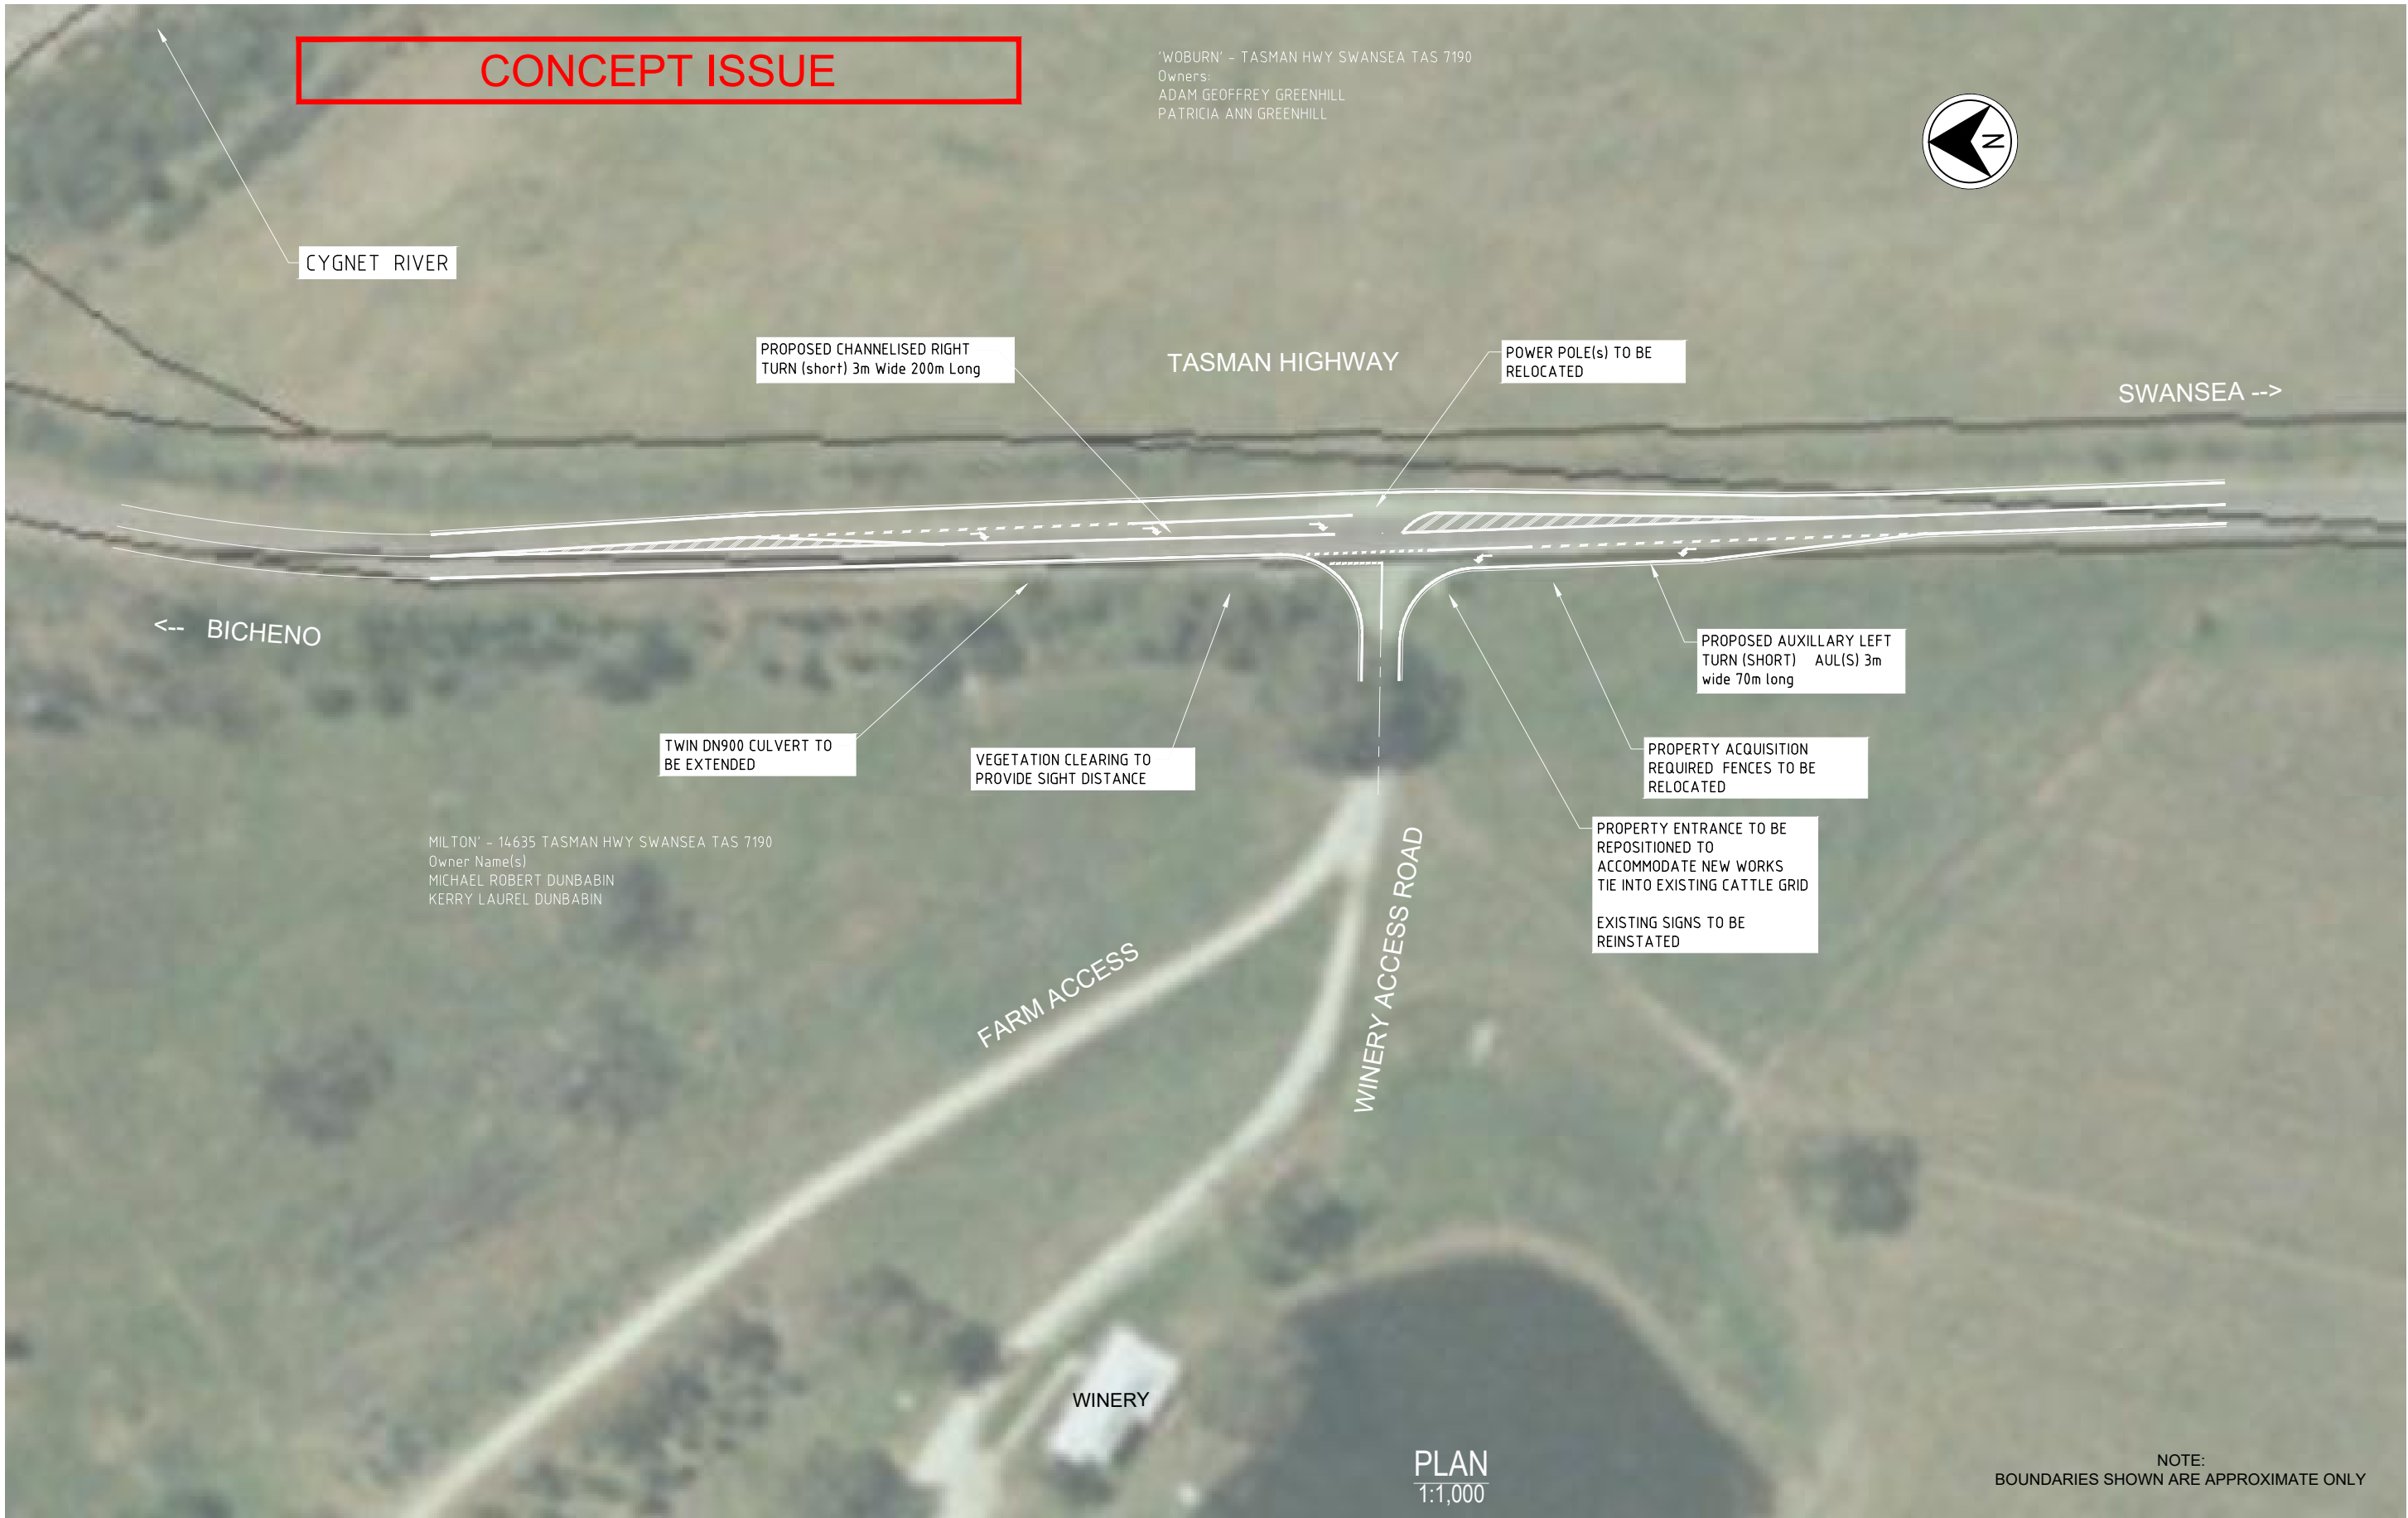 CONCEPT ISSUE
'WOBURN' - TASMAN HWY SWANSEA TAS 7190
Owners:
ADAM GEOFFREY GREENHILL
PATRICIA ANN GREENHILL
N
CYGNET RIVER
PROPOSED CHANNELISED RIGHT
TURN (short) 3m Wide 200m Long
TASMAN HIGHWAY
POWER POLE(s) TO BE
RELOCATED
SWANSEA -->
<-- BICHENO
PROPOSED AUXILLARY LEFT
TURN (SHORT) AUL(S) 3m
wide 70m long
TWIN DN900 CULVERT TO
BE EXTENDED
VEGETATION CLEARING TO
PROVIDE SIGHT DISTANCE
PROPERTY ACQUISITION
REQUIRED FENCES TO BE
RELOCATED
PROPERTY ENTRANCE TO BE
REPOSITIONED TO
ACCOMMODATE NEW WORKS
TIE INTO EXISTING CATTLE GRID
EXISTING SIGNS TO BE
REINSTATED
MILTON' - 14635 TASMAN HWY SWANSEA TAS 7190
Owner Name(s)
MICHAEL ROBERT DUNBABIN
KERRY LAUREL DUNBABIN
FARM ACCESS
WINERY ACCESS ROAD
WINERY
PLAN
1:1,000
NOTE:
BOUNDARIES SHOWN ARE APPROXIMATE ONLY